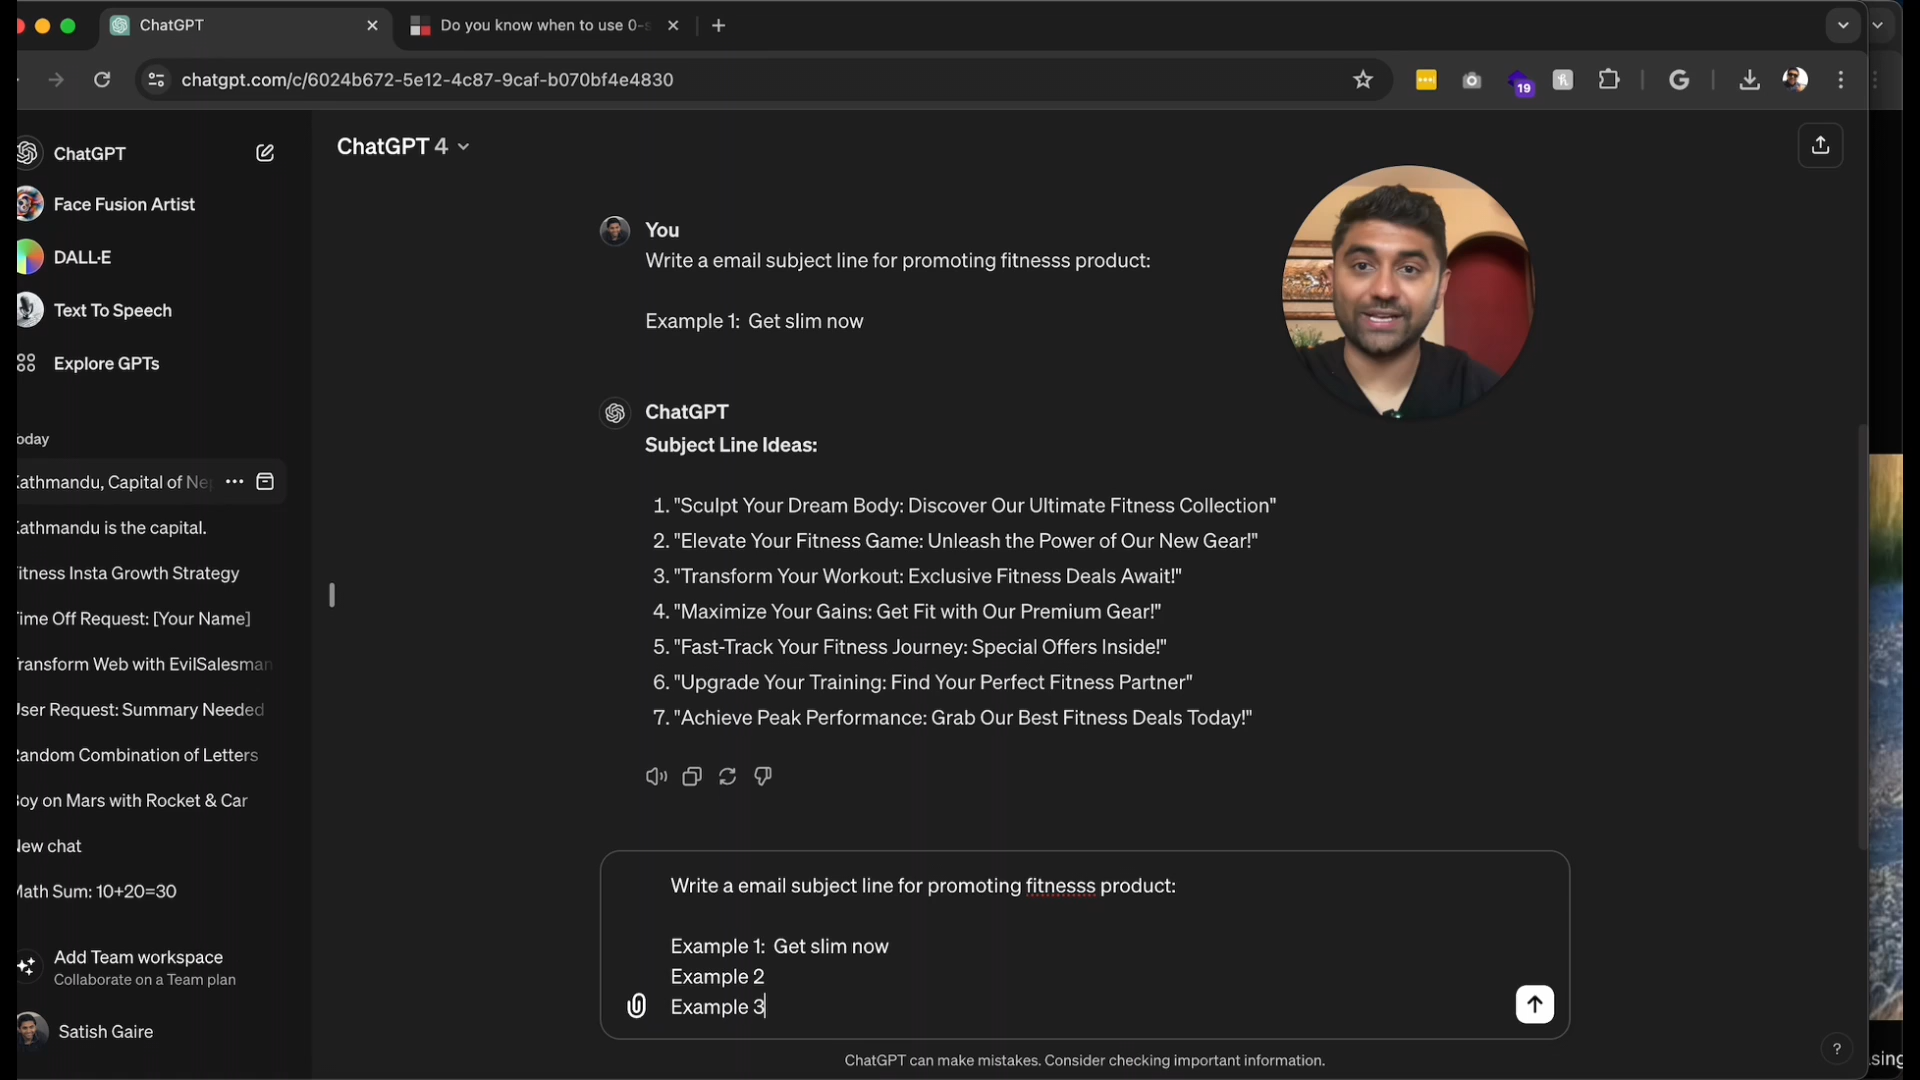 ChatGPT
Do you know when to use 0-s
chatgpt.com/c/6024b672-5e12-4c87-9caf-b070bf4e4830
19
ChatGPT
Face Fusion Artist
DALL·E
Text To Speech
Explore GPTs
oday
athmandu, Capital of Nep
athmandu is the capital.
itness Insta Growth Strategy
ime Off Request: [Your Name]
ransform Web with EvilSalesman
User Request: Summary Needed
Random Combination of Letters
Boy on Mars with Rocket & Car
New chat
Math Sum: 10+20=30
Add Team workspace
Collaborate on a Team plan
Satish Gaire
ChatGPT 4
You
Write a email subject line for promoting fitnesss product:
Example 1: Get slim now
ChatGPT
Subject Line Ideas:
1. "Sculpt Your Dream Body: Discover Our Ultimate Fitness Collection"
2. "Elevate Your Fitness Game: Unleash the Power of Our New Gear!"
3. "Transform Your Workout: Exclusive Fitness Deals Await!"
4. "Maximize Your Gains: Get Fit with Our Premium Gear!"
5. "Fast-Track Your Fitness Journey: Special Offers Inside!"
6. "Upgrade Your Training: Find Your Perfect Fitness Partner"
7. "Achieve Peak Performance: Grab Our Best Fitness Deals Today!"
Write a email subject line for promoting fitnesss product:
Example 1: Get slim now
Example 2
Example 3
ChatGPT can make mistakes. Consider checking important information.
?
sing